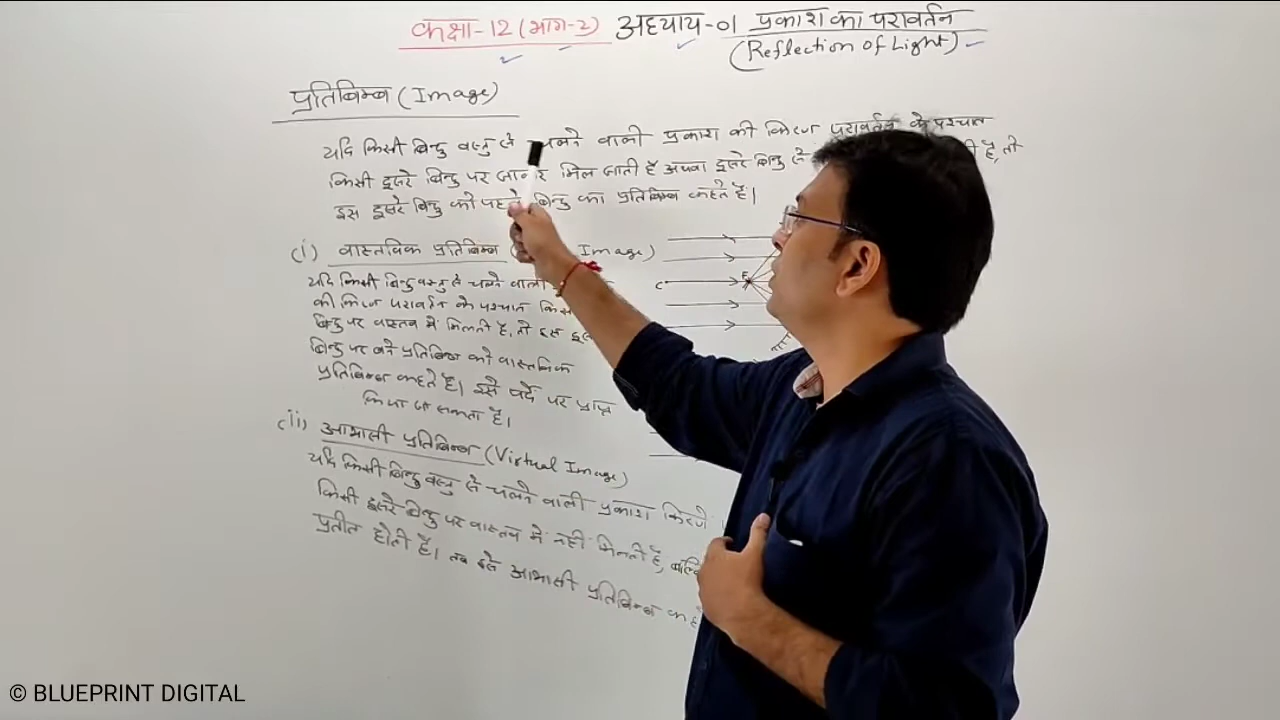 कक्षा-12 (भाग-2) अध्याय-01 प्रकाश का परावर्तन
(Reflection of Light)
प्रतिबिम्ब (Image)
यदि किसी बिन्दु वस्तु से चलने वाली प्रकाश की किरण परावर्तन के पश्चात
किसी दूसरे बिन्दु पर जाकर मिल जाती हैं अथवा दूसरे बिन्दु से है, तो
इस दूसरे बिन्दु को पहले बिन्दु का प्रतिबिम्ब कहते है।
(i) वास्तविक प्रतिबिम्ब Image)
यदि किसी बिन्दु वस्तु से चलने वाली
की किरण परावर्तन के पश्चात किसी
बिन्दु पर वास्तव में मिलती है, तो इस
बिन्दु पर बने प्रतिबिम्ब को वास्तविक
प्रतिबिम्ब कहते है। इसे पर्दे पर प्राप्त
किया जा सकता है।
C F
(ii) आभासी प्रतिबिम्ब (Virtual Image)
यदि किसी बिन्दु वस्तु से चलने वाली प्रकाश किरणे
किसी दूसरे बिन्दु पर वास्तव में नही मिलती है,
प्रतीत होती है। तब इसे आभासी प्रतिबिम्ब
© BLUEPRINT DIGITAL